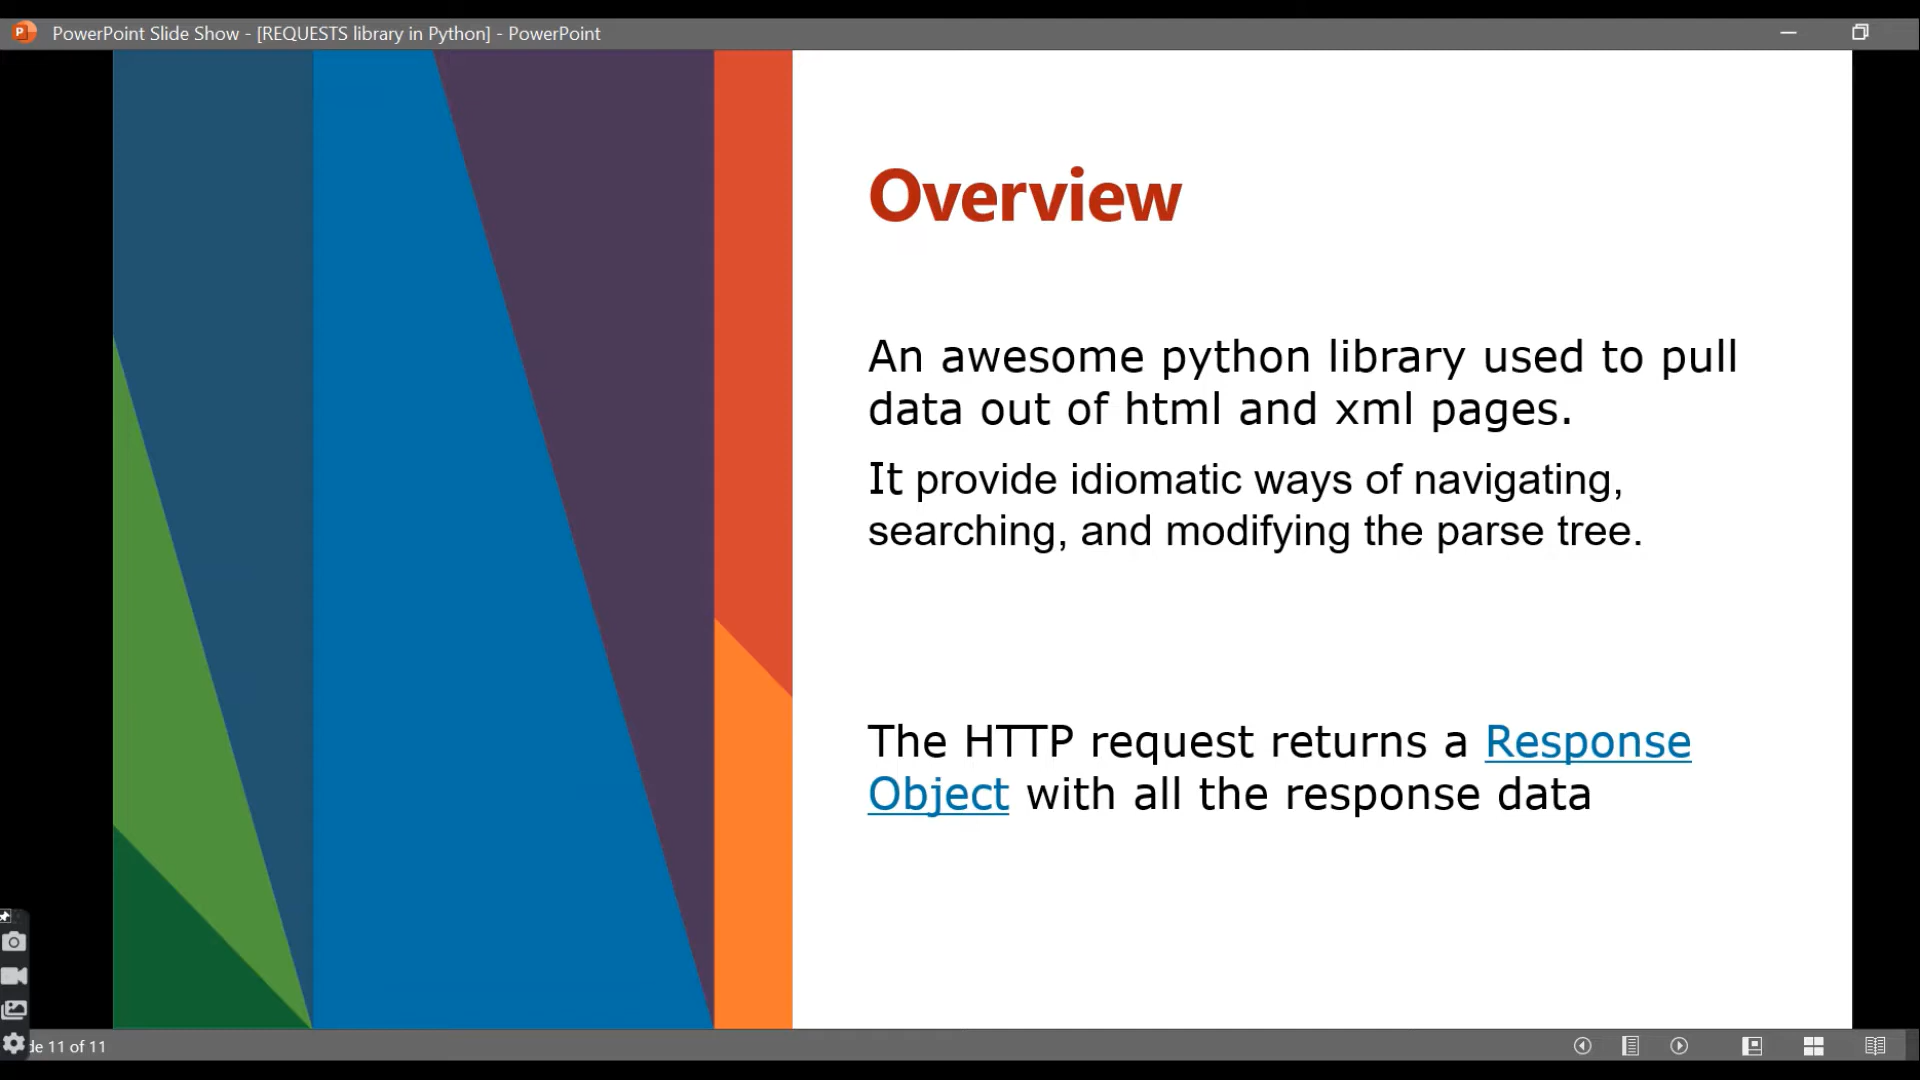 PowerPoint Slide Show - [REQUESTS library in Python] - PowerPoint
Overview
An awesome python library used to pull
data out of html and xml pages.
It provide idiomatic ways of navigating,
searching, and modifying the parse tree.
The HTTP request returns a Response
Object with all the response data
de 11 of 11